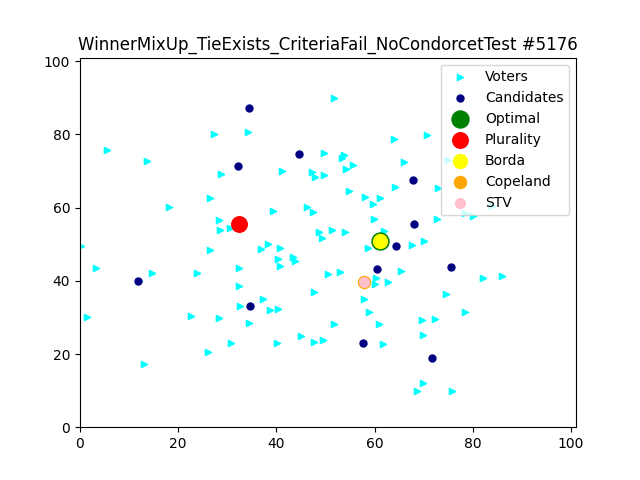 WinnerMixUp_TieExists_CriteriaFail_NoCondorcetTest #5176
100
80
60
40
20
0
0 20 40 60 80 100
Voters
Candidates
Optimal
Plurality
Borda
Copeland
STV